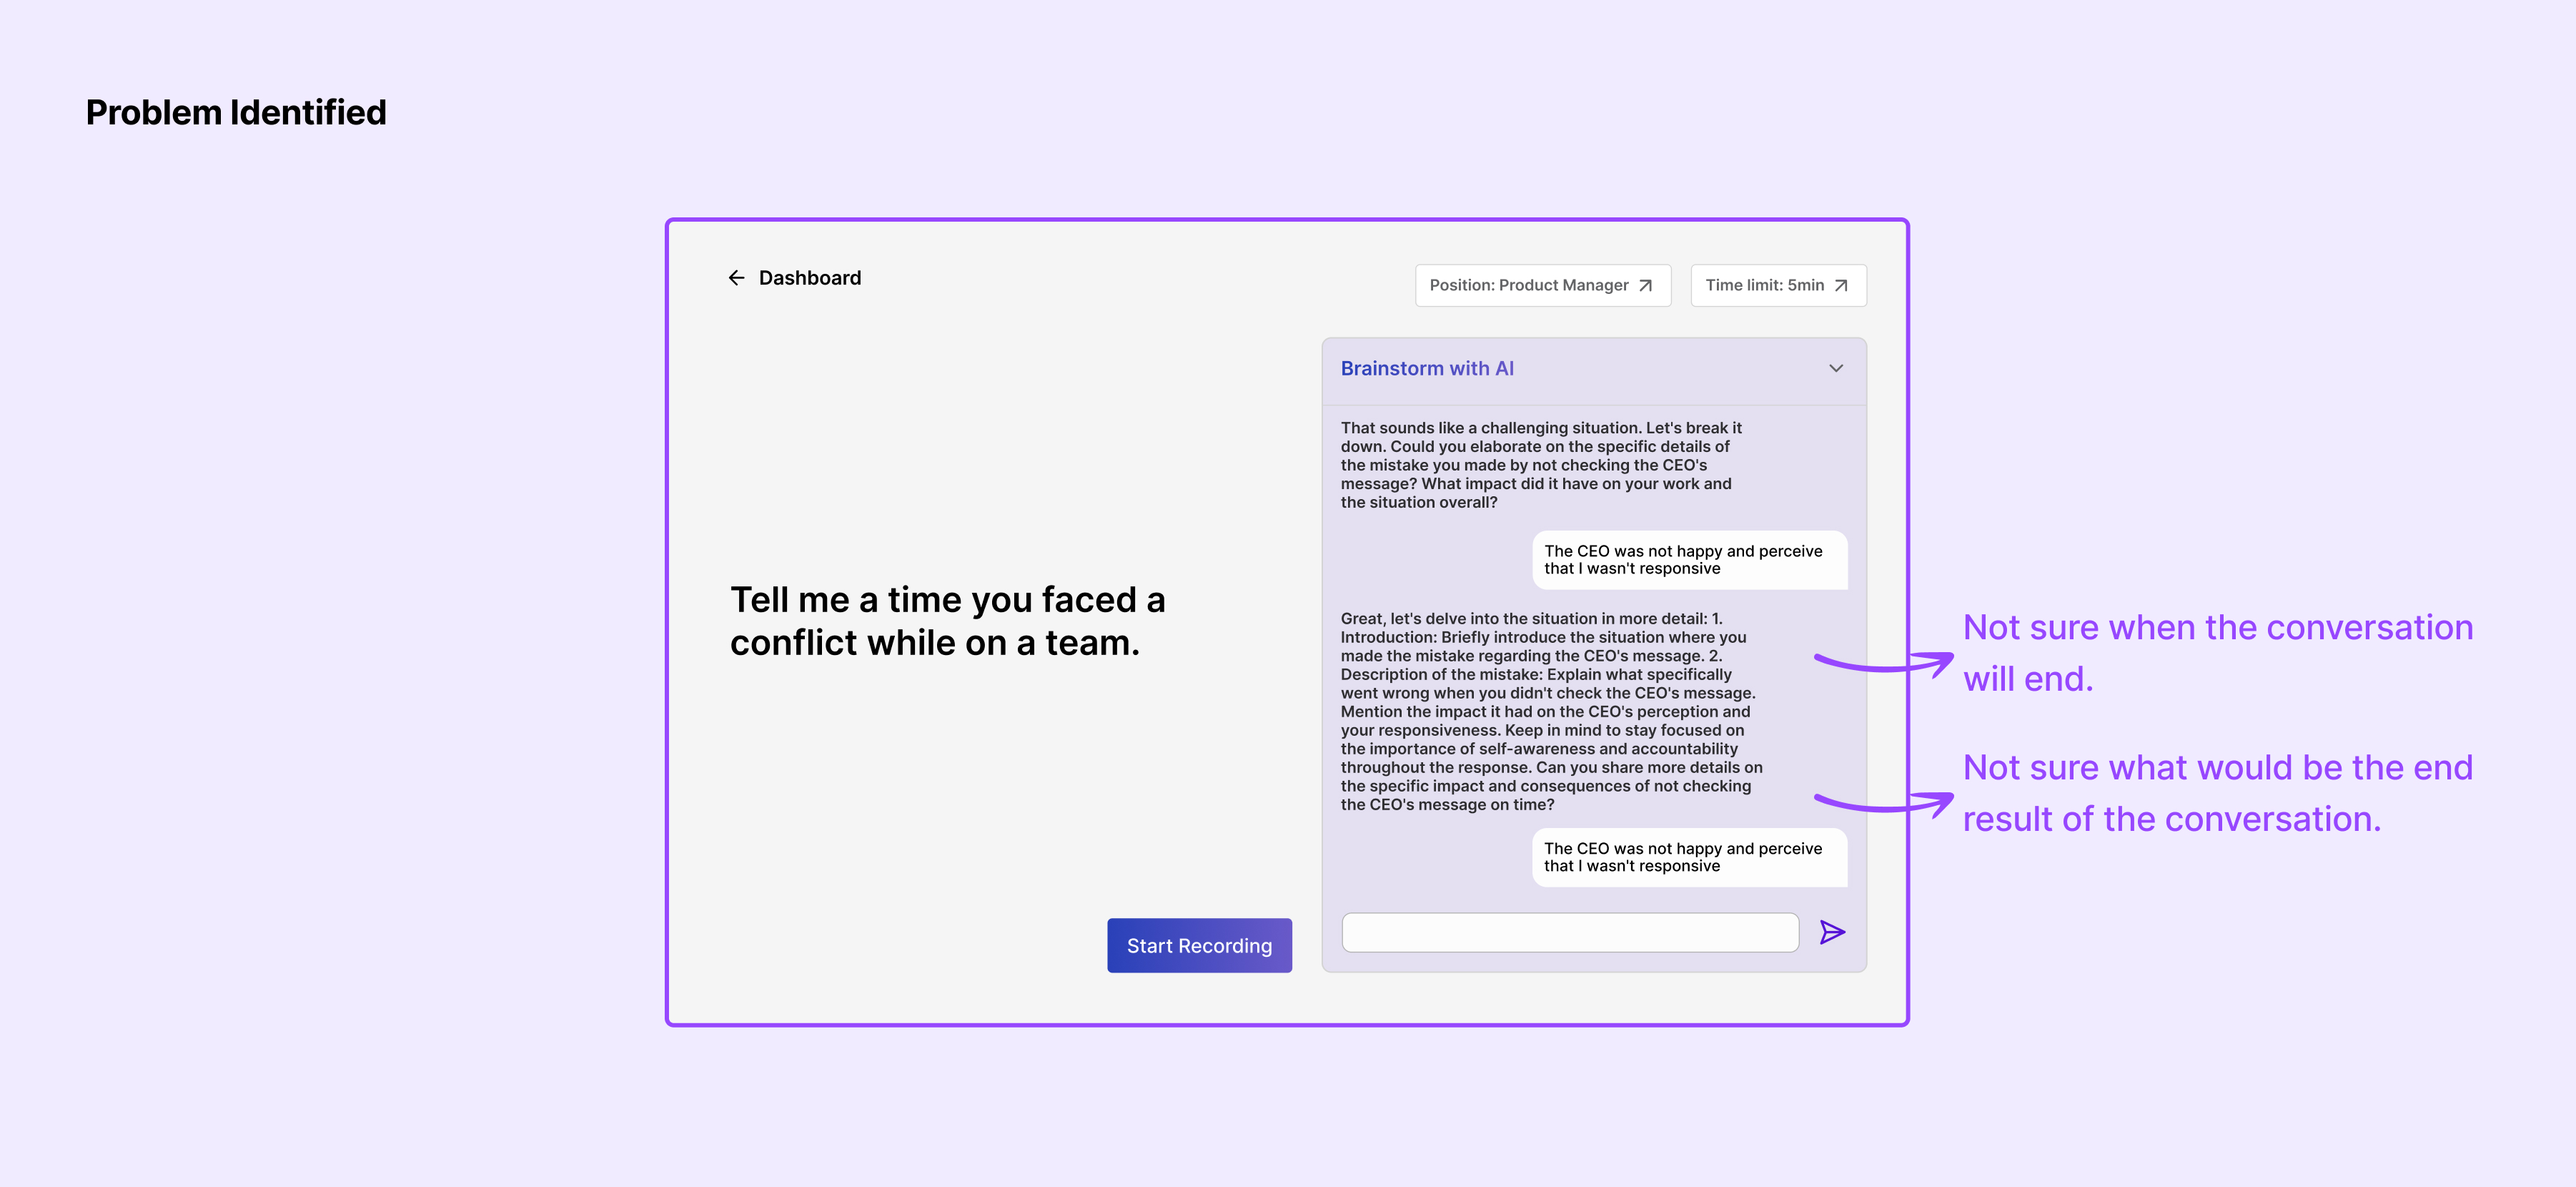 Problem Identified
Dashboard
Position: Product Manager
Time limit: 5min
Tell me a time you faced a
conflict while on a team.
Start Recording
Brainstorm with AI
That sounds like a challenging situation. Let's break it
down. Could you elaborate on the specific details of
the mistake you made by not checking the CEO's
message? What impact did it have on your work and
the situation overall?
The CEO was not happy and perceive
that I wasn't responsive
Great, let's delve into the situation in more detail: 1.
Introduction: Briefly introduce the situation where you
made the mistake regarding the CEO's message. 2.
Description of the mistake: Explain what specifically
went wrong when you didn't check the CEO's message.
Mention the impact it had on the CEO's perception and
your responsiveness. Keep in mind to stay focused on
the importance of self-awareness and accountability
throughout the response. Can you share more details on
the specific impact and consequences of not checking
the CEO's message on time?
The CEO was not happy and perceive
that I wasn't responsive
Not sure when the conversation
will end.
Not sure what would be the end
result of the conversation.